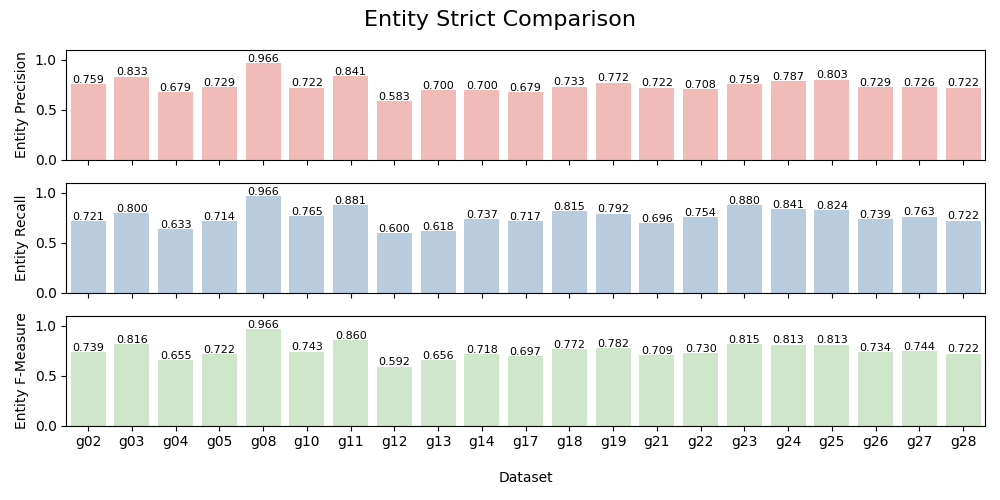 Entity Strict Comparison
Entity Precision
1.0
0.5
0.0
0.759 0.833 0.679 0.729 0.966 0.722 0.841 0.583 0.700 0.700 0.679 0.733 0.772 0.722 0.708 0.759 0.787 0.803 0.729 0.726 0.722
Entity Recall
1.0
0.5
0.0
0.721 0.800 0.633 0.714 0.966 0.765 0.881 0.600 0.618 0.737 0.717 0.815 0.792 0.696 0.754 0.880 0.841 0.824 0.739 0.763 0.722
Entity F-Measure
1.0
0.5
0.0
0.739 0.816 0.655 0.722 0.966 0.743 0.860 0.592 0.656 0.718 0.697 0.772 0.782 0.709 0.730 0.815 0.813 0.813 0.734 0.744 0.722
g02 g03 g04 g05 g08 g10 g11 g12 g13 g14 g17 g18 g19 g21 g22 g23 g24 g25 g26 g27 g28
Dataset